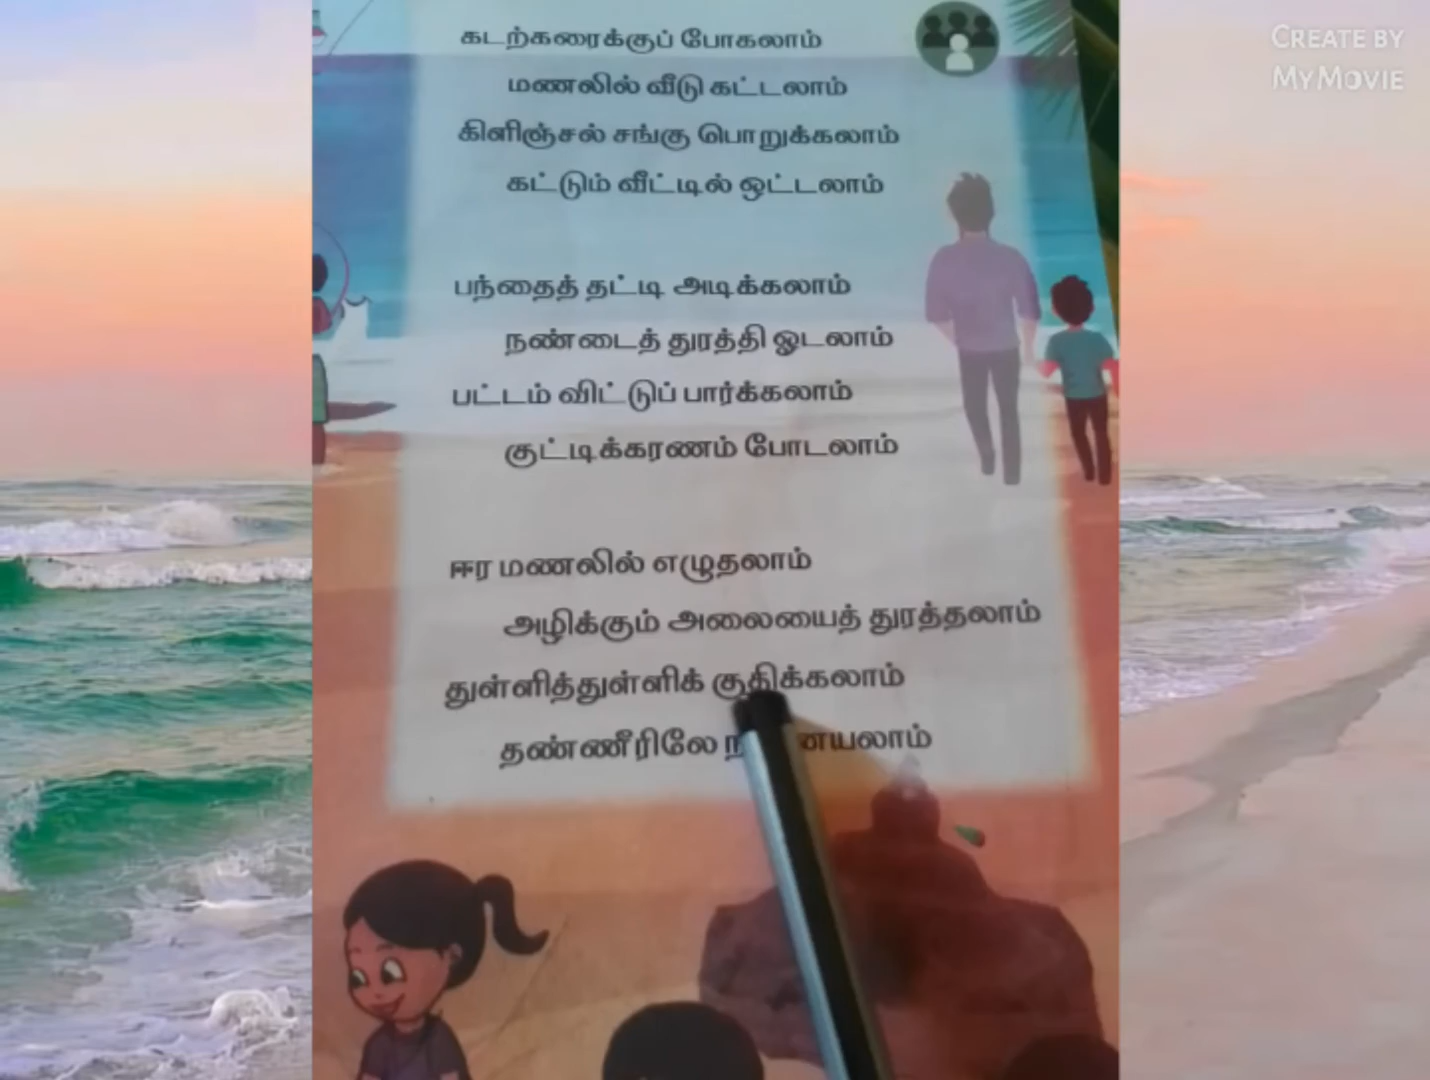 CREATE BY
MYMOVIE
கடற்கரைக்குப் போகலாம்
மணலில் வீடு கட்டலாம்
கிளிஞ்சல் சங்கு பொறுக்கலாம்
கட்டும் வீட்டில் ஒட்டலாம்
பந்தைத் தட்டி அடிக்கலாம்
நண்டைத் துரத்தி ஓடலாம்
பட்டம் விட்டுப் பார்க்கலாம்
குட்டிக்கரணம் போடலாம்
ஈர மணலில் எழுதலாம்
அழிக்கும் அலையைத் துரத்தலாம்
துள்ளித்துள்ளிக் குதிக்கலாம்
தண்ணீரிலே